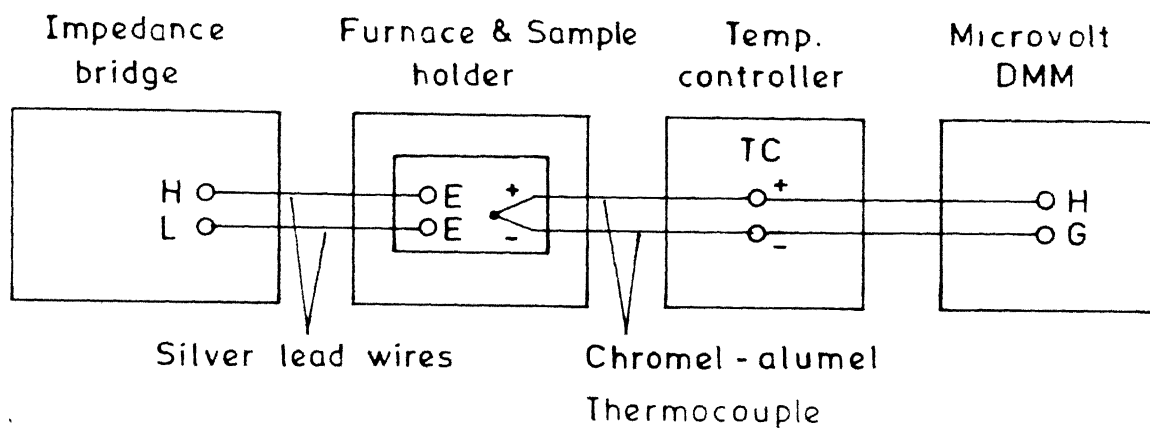 Impedance
bridge
Furnace & Sample
holder
Temp.
controller
Microvolt
DMM
H
L
E
E
+
-
TC
+
-
H
G
Silver lead wires
Chromel - alumel
Thermocouple